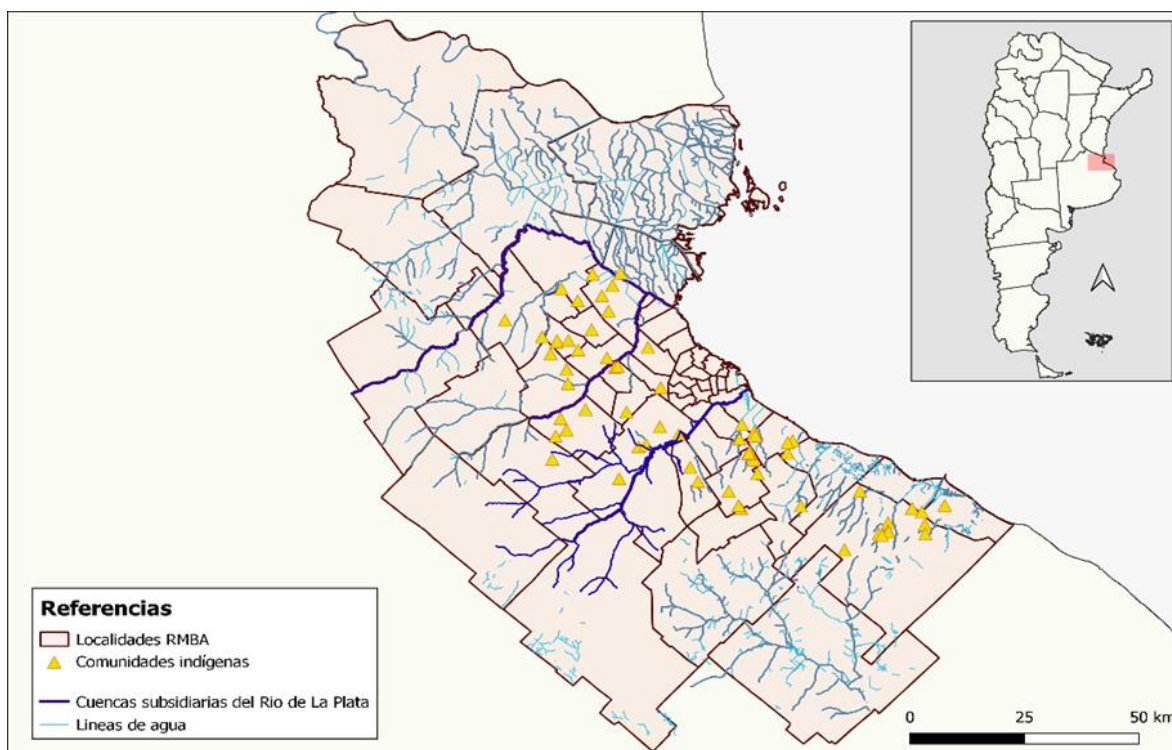 Referencias
Localidades RMBA
Comunidades indígenas
Cuencas subsidiarias del Rio de La Plata
Lineas de agua
0 25 50 km